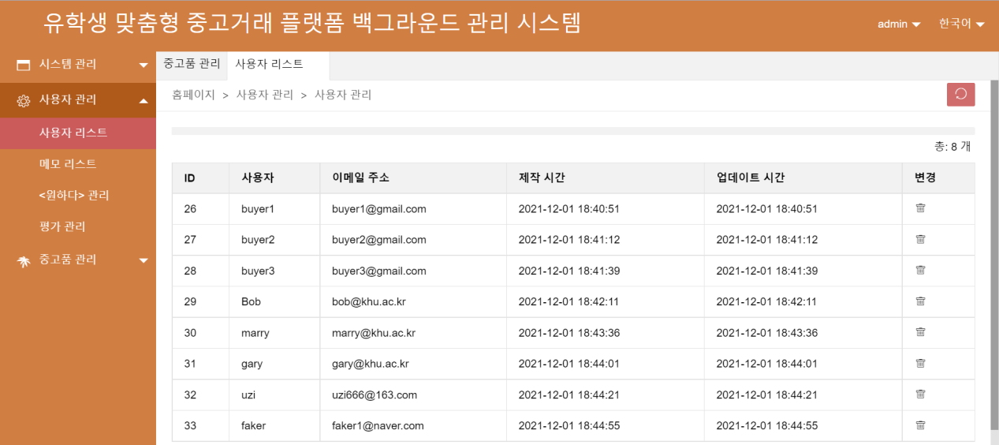 유학생 맞춤형 중고거래 플랫폼 백그라운드 관리 시스템
admin 한국어
시스템 관리
사용자 관리
사용자 리스트
메모 리스트
<원하다> 관리
평가 관리
중고품 관리
중고품 관리 사용자 리스트
홈페이지 > 사용자 관리 > 사용자 관리
총: 8 개
ID 사용자 이메일 주소 제작 시간 업데이트 시간 변경
26 buyer1 buyer1@gmail.com 2021-12-01 18:40:51 2021-12-01 18:40:51
27 buyer2 buyer2@gmail.com 2021-12-01 18:41:12 2021-12-01 18:41:12
28 buyer3 buyer3@gmail.com 2021-12-01 18:41:39 2021-12-01 18:41:39
29 Bob bob@khu.ac.kr 2021-12-01 18:42:11 2021-12-01 18:42:11
30 marry marry@khu.ac.kr 2021-12-01 18:43:36 2021-12-01 18:43:36
31 gary gary@khu.ac.kr 2021-12-01 18:44:01 2021-12-01 18:44:01
32 uzi uzi666@163.com 2021-12-01 18:44:21 2021-12-01 18:44:21
33 faker faker1@naver.com 2021-12-01 18:44:55 2021-12-01 18:44:55